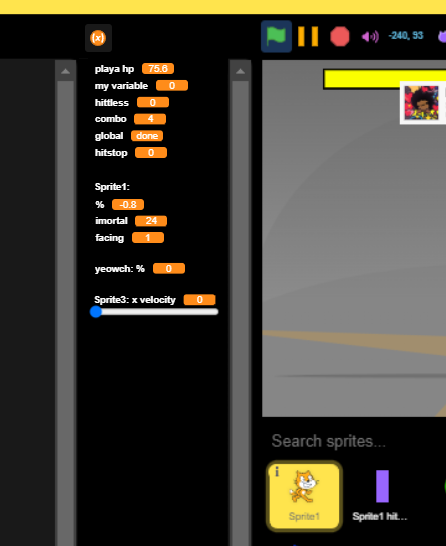 (x)
-240, 93
playa hp 75.6
my variable 0
hittless 0
combo 4
global done
hitstop 0
Sprite1:
% -0.8
imortal 24
facing 1
yeowch: % 0
Sprite3: x velocity 0
Search sprites...
i
Sprite1
Sprite1 hit...